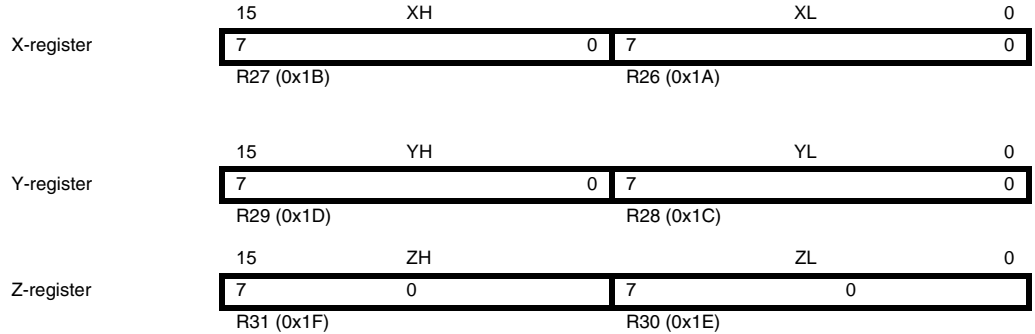 15 XH XL 0
X-register 7 0 7 0
R27 (0x1B) R26 (0x1A)
15 YH YL 0
Y-register 7 0 7 0
R29 (0x1D) R28 (0x1C)
15 ZH ZL 0
Z-register 7 0 7 0
R31 (0x1F) R30 (0x1E)